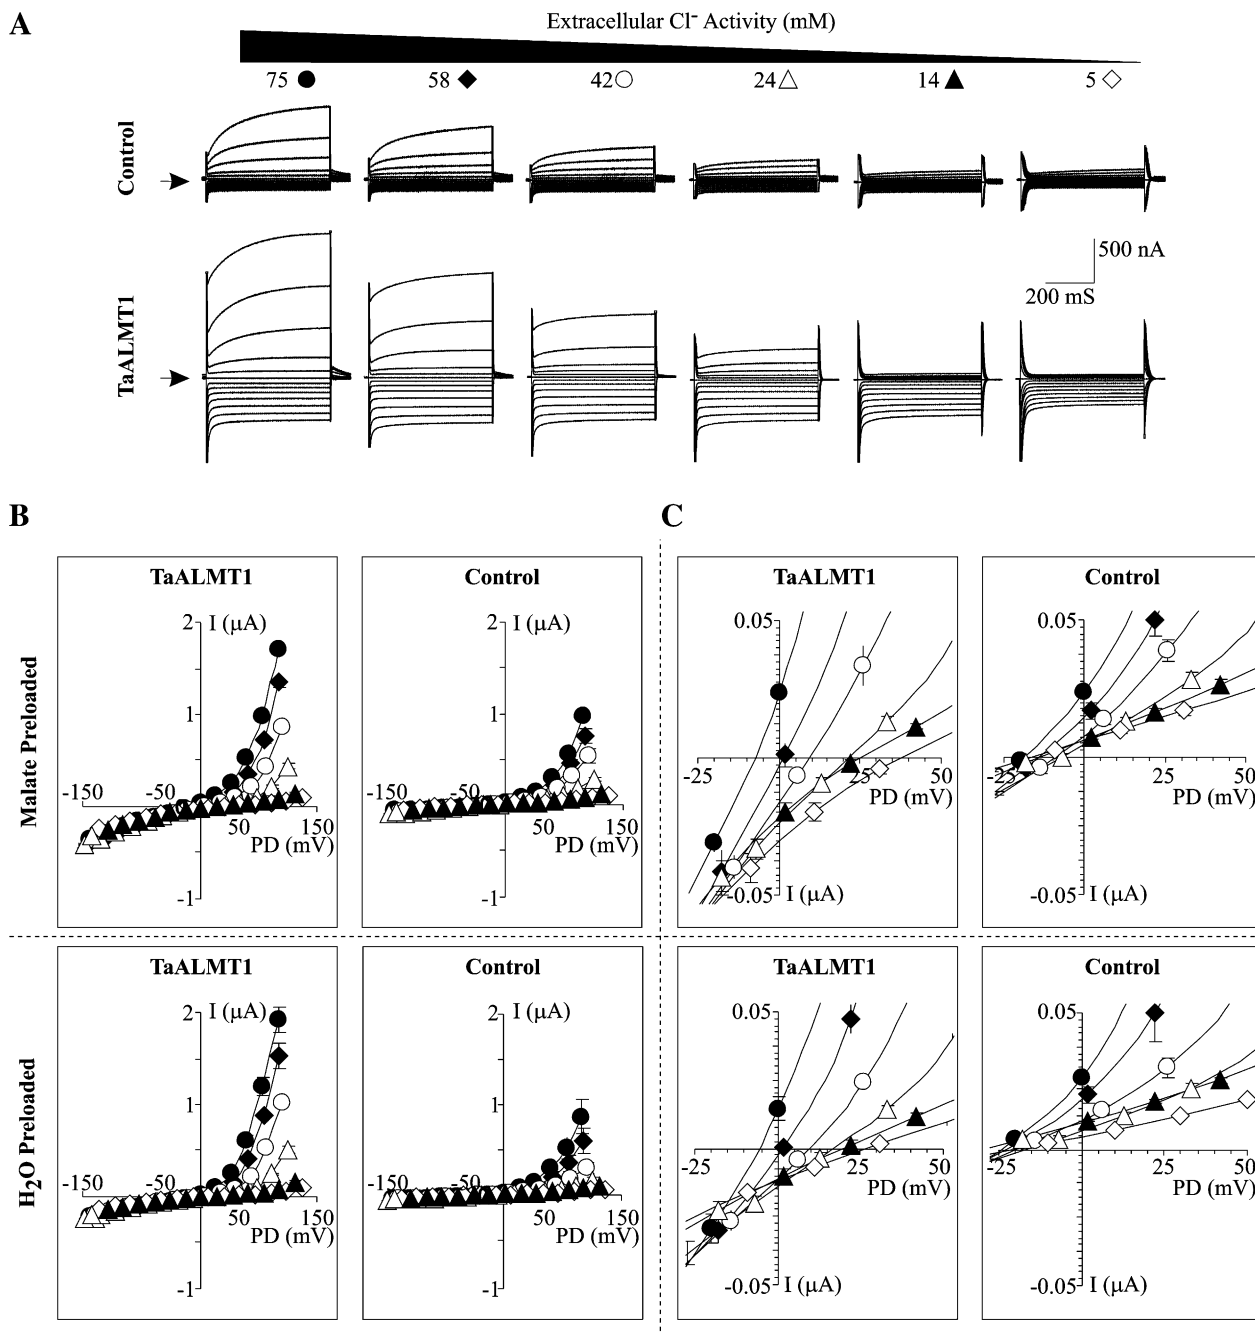 A
Extracellular Cl⁻ Activity (mM)
75 58 42 24 14 5
Control
500 nA
200 mS
TaALMT1
B
C
Malate Preloaded
TaALMT1
2 I (µA)
1
-150 -50
50 150
PD (mV)
-1
Control
2 I (µA)
1
-150 -50
50 150
PD (mV)
-1
TaALMT1
0.05
-25 25 50
PD (mV)
-0.05 I (µA)
Control
0.05
-25 25 50
PD (mV)
-0.05 I (µA)
H₂O Preloaded
TaALMT1
2 I (µA)
1
-150 -50
50 150
PD (mV)
-1
Control
2 I (µA)
1
-150 -50
50 150
PD (mV)
-1
TaALMT1
0.05
-25 25 50
PD (mV)
-0.05 I (µA)
Control
0.05
-25 25 50
PD (mV)
-0.05 I (µA)